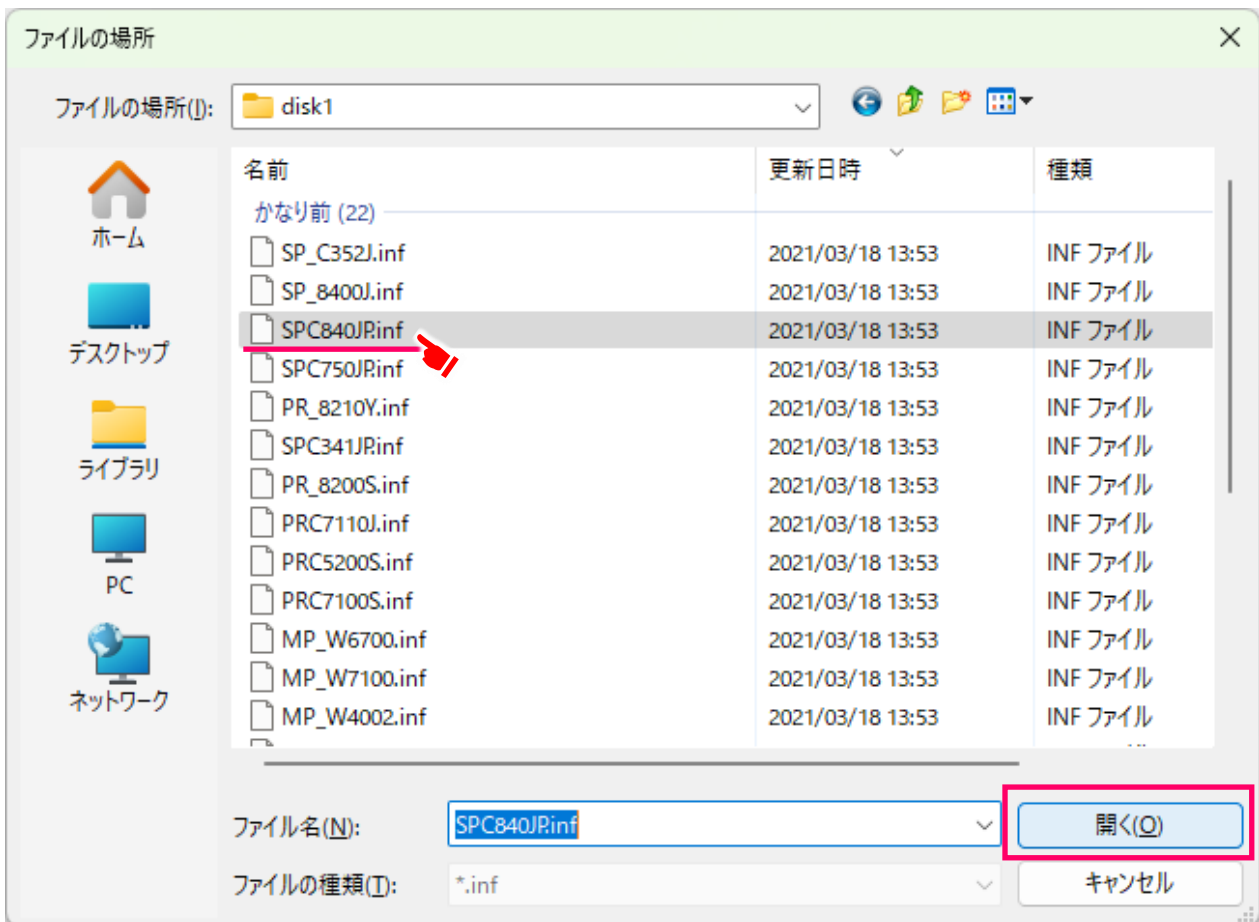 ファイルの場所
ファイルの場所(I):
disk1
名前 更新日時 種類
かなり前 (22)
SP_C352J.inf 2021/03/18 13:53 INF ファイル
SP_8400J.inf 2021/03/18 13:53 INF ファイル
SPC840JP.inf 2021/03/18 13:53 INF ファイル
SPC750JP.inf 2021/03/18 13:53 INF ファイル
PR_8210Y.inf 2021/03/18 13:53 INF ファイル
SPC341JP.inf 2021/03/18 13:53 INF ファイル
PR_8200S.inf 2021/03/18 13:53 INF ファイル
PRC7110J.inf 2021/03/18 13:53 INF ファイル
PRC5200S.inf 2021/03/18 13:53 INF ファイル
PRC7100S.inf 2021/03/18 13:53 INF ファイル
MP_W6700.inf 2021/03/18 13:53 INF ファイル
MP_W7100.inf 2021/03/18 13:53 INF ファイル
MP_W4002.inf 2021/03/18 13:53 INF ファイル
ホーム
デスクトップ
ライブラリ
PC
ネットワーク
ファイル名(N): SPC840JP.inf 開く(O)
ファイルの種類(T): *.inf キャンセル